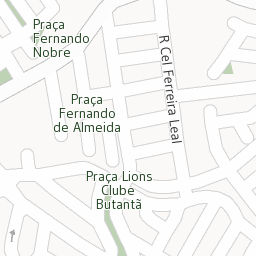 Praça
Fernando
Nobre
R Cel Ferreira Leal
Praça
Fernando
de Almeida
Praça Lions
Clube
Butantã